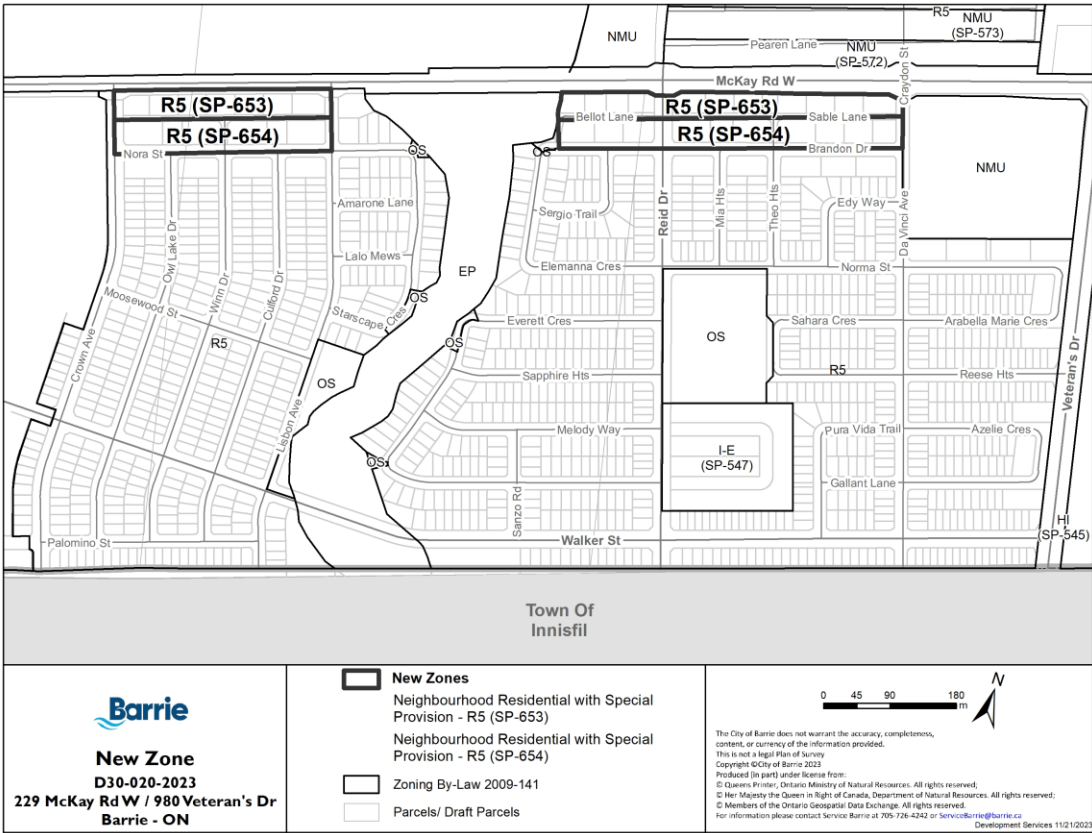 R5
NMU
(SP-573)
NMU
Pearen Lane
NMU
(SP-572)
Craydon St
McKay Rd W
R5 (SP-653)
R5 (SP-653)
Bellot Lane
Sable Lane
R5 (SP-654)
R5 (SP-654)
Nora St
OS
OS
Brandon Dr
NMU
Amarone Lane
Sergio Trail
Reid Dr
Mia Hts
Theo Hts
Edy Way
Da Vinci Ave
Owl Lake Dr
Lalo Mews
EP
Elemanna Cres
Norma St
Winn Dr
Culford Dr
Moosewood St
OS
Starscape Cres
Everett Cres
Sahara Cres
Arabella Marie Cres
Crown Ave
R5
OS
OS
OS
Sapphire Hts
R5
Reese Hts
Veteran's Dr
Lisbon Ave
Melody Way
Pura Vida Trail
Azelie Cres
I-E
(SP-547)
OS
Gallant Lane
Sanzo Rd
HI
(SP-545)
Palomino St
Walker St
Town Of
Innisfil
Barrie
New Zone
D30-020-2023
229 McKay Rd W / 980 Veteran's Dr
Barrie - ON
New Zones
Neighbourhood Residential with Special
Provision - R5 (SP-653)
Neighbourhood Residential with Special
Provision - R5 (SP-654)
Zoning By-Law 2009-141
Parcels/ Draft Parcels
0 45 90 180
m
N
The City of Barrie does not warrant the accuracy, completeness,
content, or currency of the information provided.
This is not a legal Plan of Survey
Copyright ©City of Barrie 2023
Produced (in part) under license from:
© Queens Printer, Ontario Ministry of Natural Resources. All rights reserved;
© Her Majesty the Queen in Right of Canada, Department of Natural Resources. All rights reserved;
© Members of the Ontario Geospatial Data Exchange. All rights reserved.
For information please contact Service Barrie at 705-726-4242 or ServiceBarrie@barrie.ca
Development Services 11/21/2023